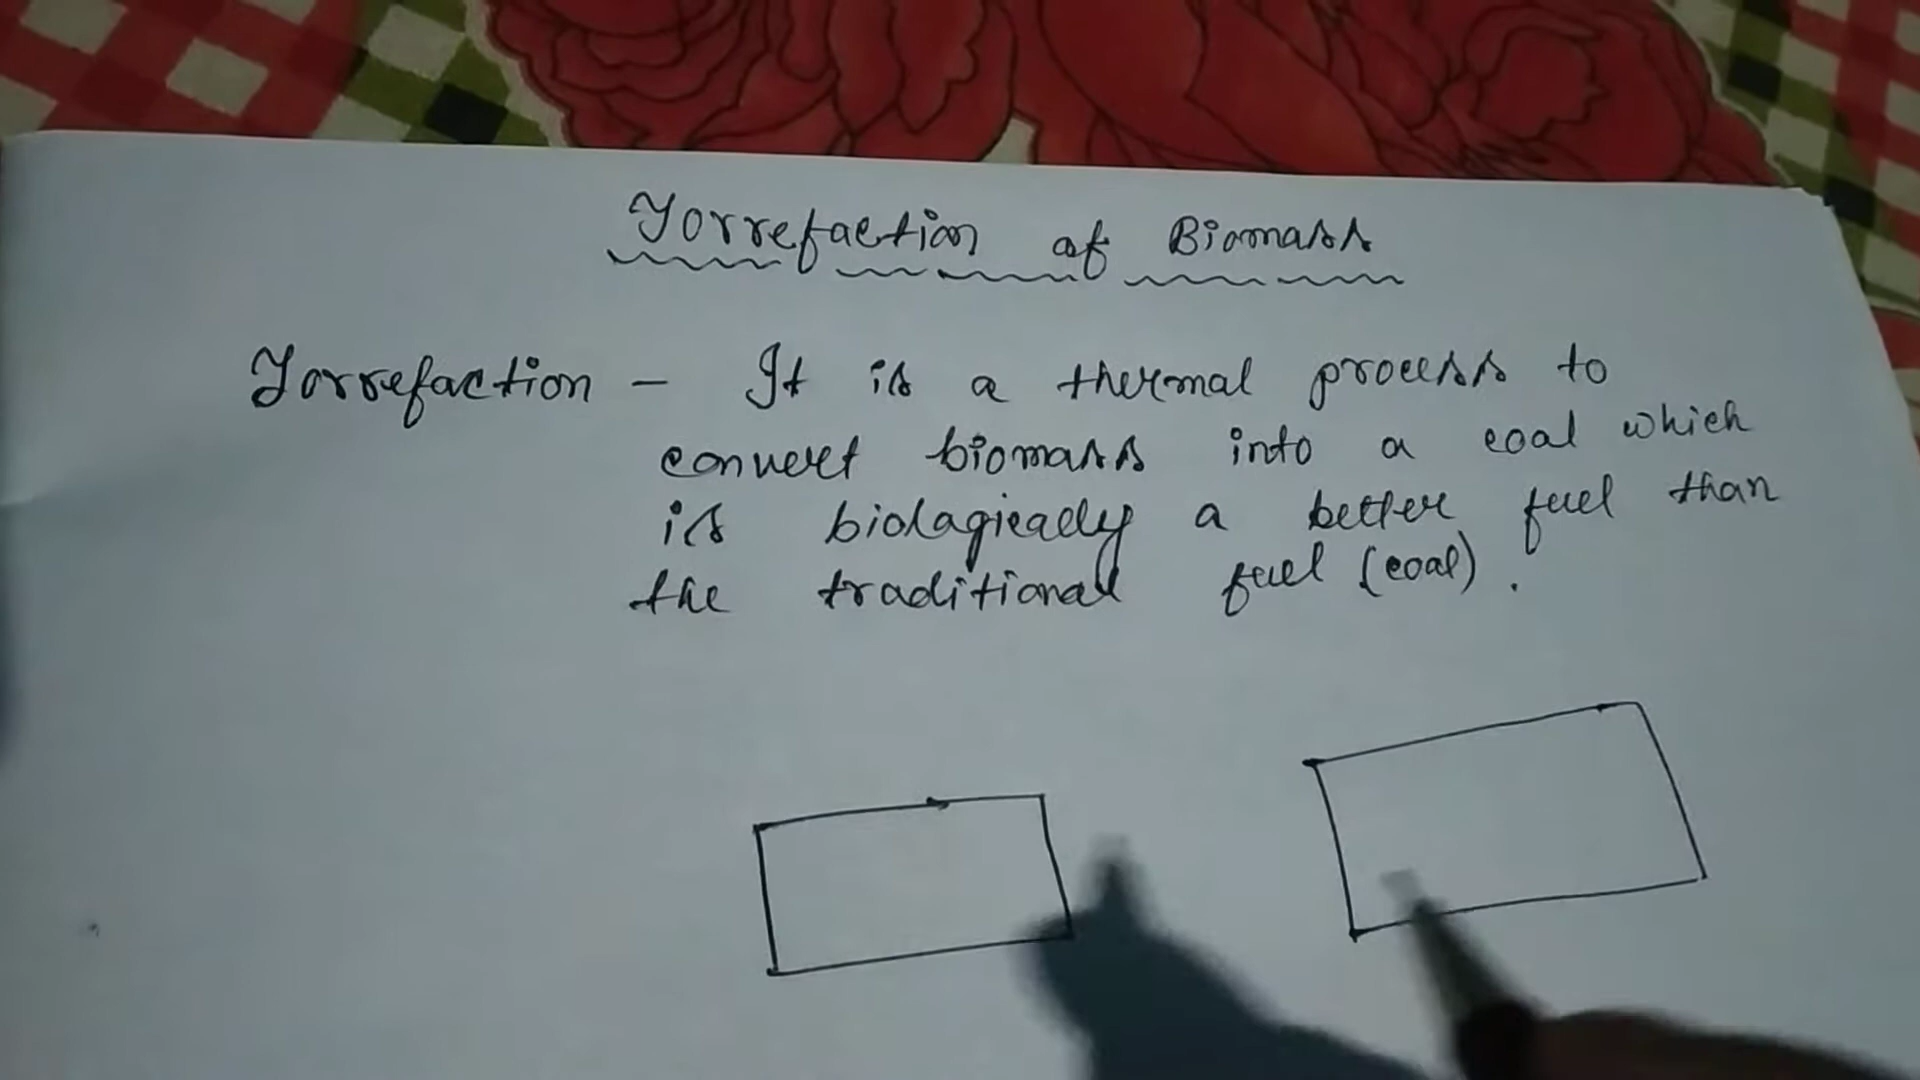 Torrefaction of Biomass
Torrefaction - It is a thermal process to
convert biomass into a coal which
is biologically a better fuel than
the traditional fuel (coal).